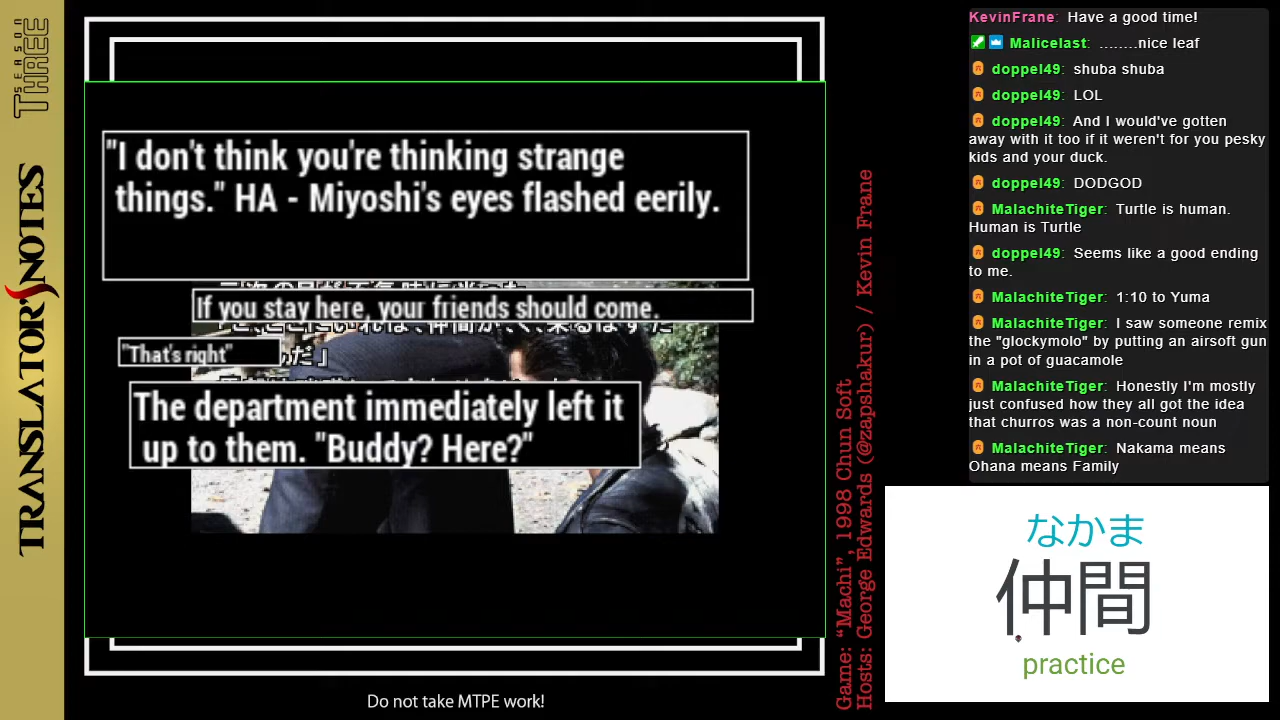 SEASON
THREE
TRANSLATORS NOTES
"I don't think you're thinking strange
things." HA - Miyoshi's eyes flashed eerily.
If you stay here, your friends should come.
"That's right"
department immediately left it
up to them. "Buddy? Here?"
Do not take MTPE work!
Game: "Machi", 1998 Chun Soft
Hosts: George Edwards (@zapshakur) / Kevin Frane
KevinFrane: Have a good time!
Malicelast: ........nice leaf
doppel49: shuba shuba
doppel49: LOL
doppel49: And I would've gotten
away with it too if it weren't for you pesky
kids and your duck.
doppel49: DODGOD
MalachiteTiger: Turtle is human.
Human is Turtle
doppel49: Seems like a good ending
to me.
MalachiteTiger: 1:10 to Yuma
MalachiteTiger: I saw someone remix
the "glockymolo" by putting an airsoft gun
in a pot of guacamole
MalachiteTiger: Honestly I'm mostly
just confused how they all got the idea
that churros was a not-count noun
MalachiteTiger: Nakama means
Ohana means Family
なかま
仲間
practice